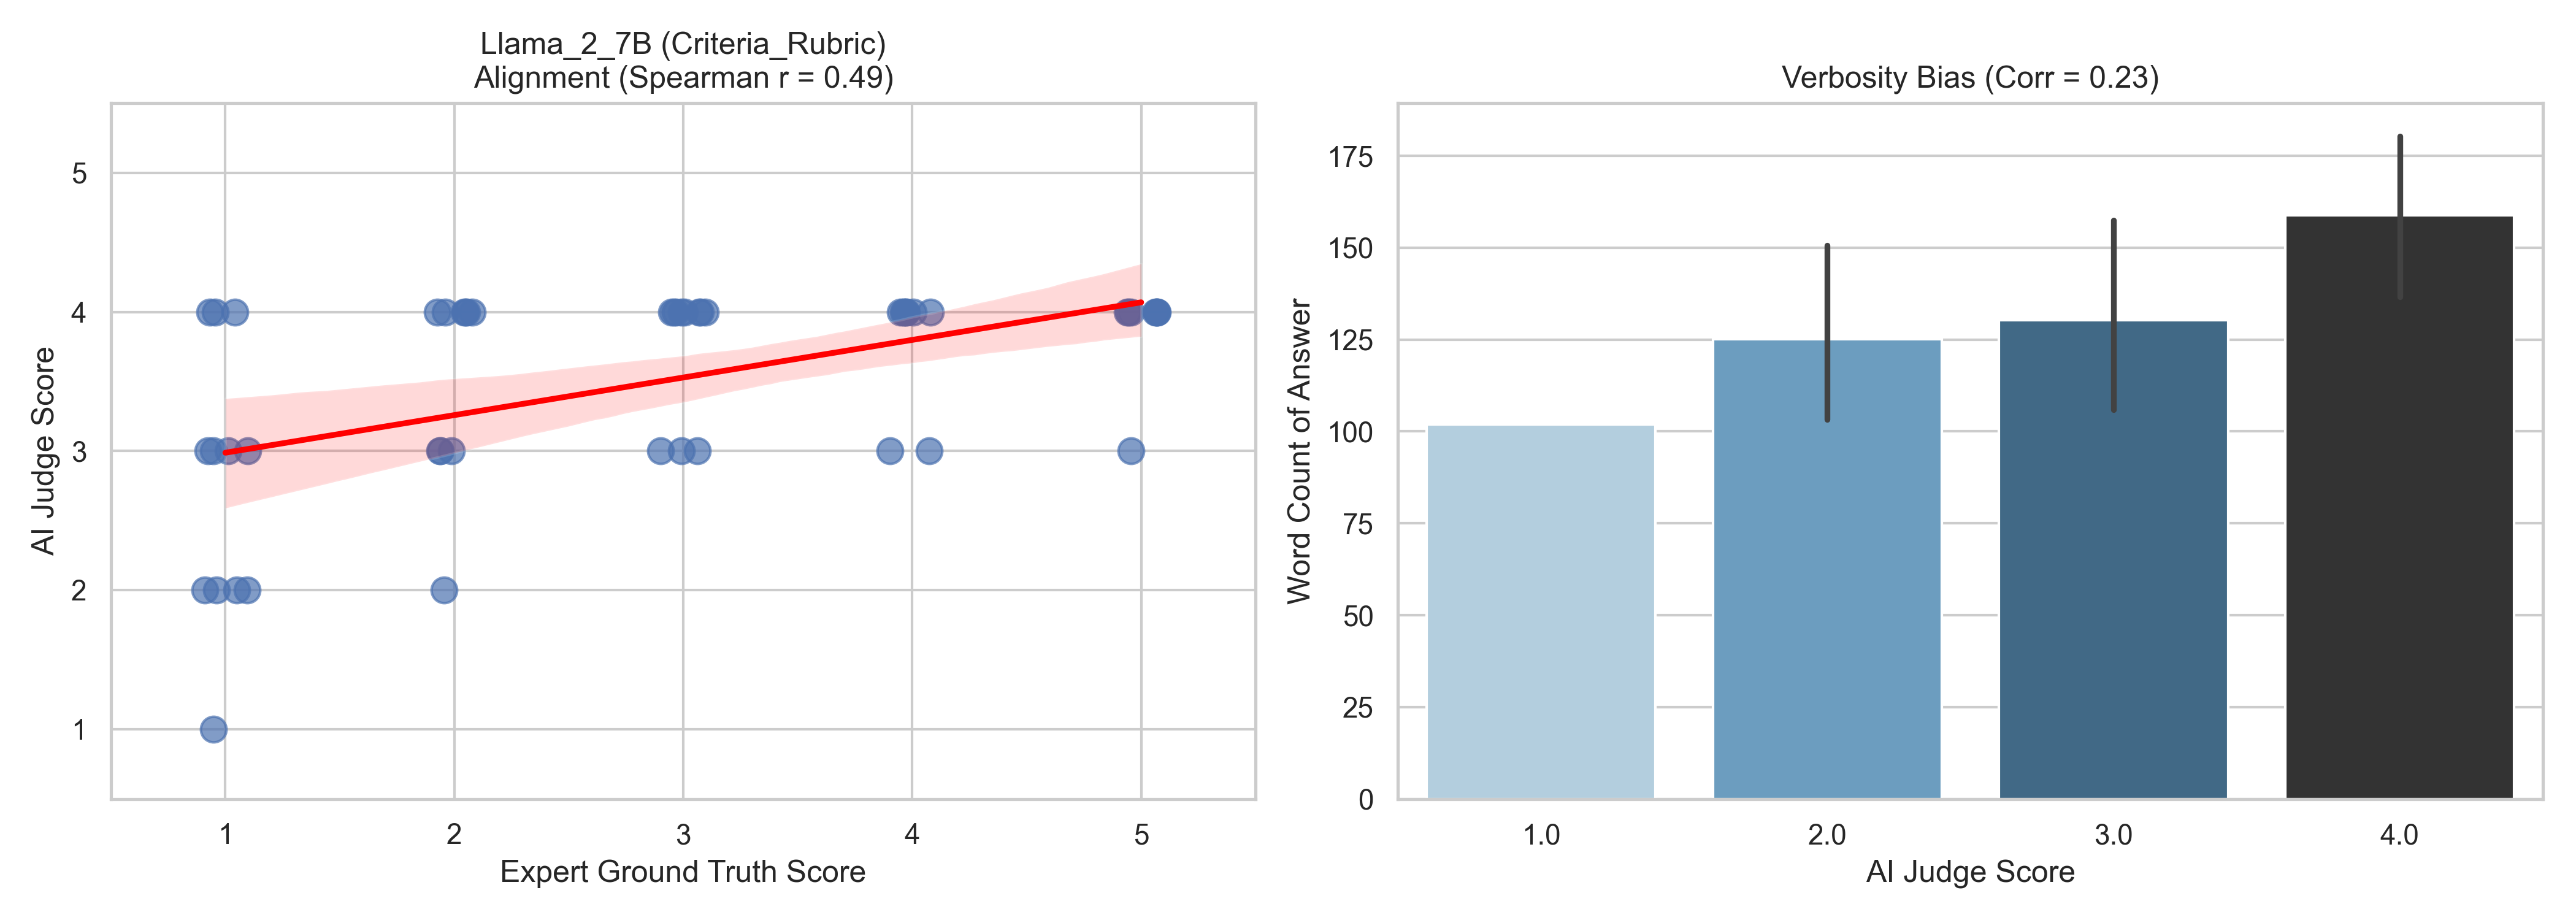 Llama_2_7B (Criteria_Rubric)
Alignment (Spearman r = 0.49)
5
4
3
2
1
AI Judge Score
1 2 3 4 5
Expert Ground Truth Score
Verbosity Bias (Corr = 0.23)
175
150
125
100
75
50
25
0
Word Count of Answer
1.0 2.0 3.0 4.0
AI Judge Score